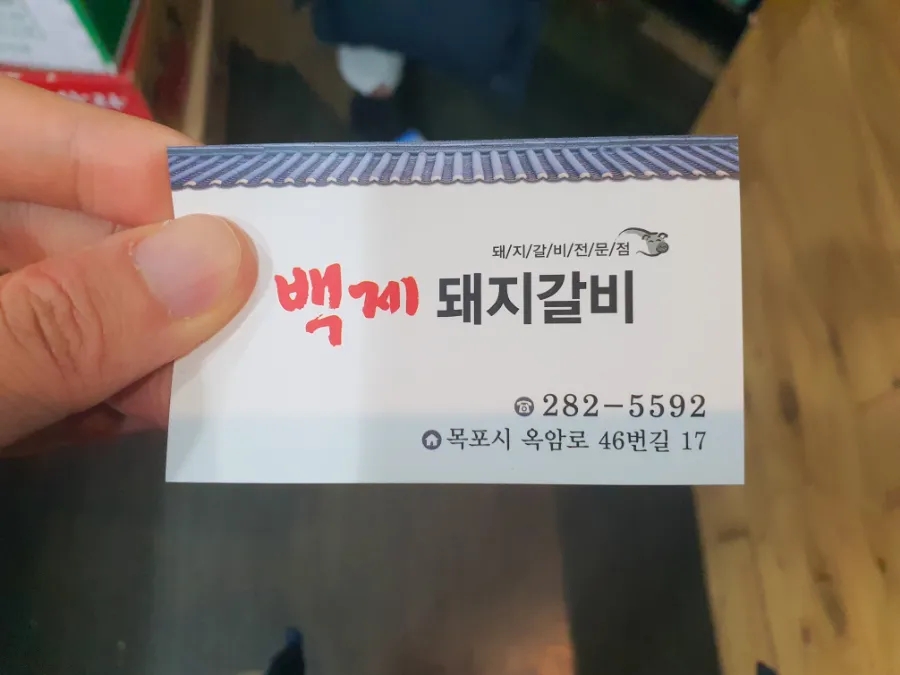 돼/지/갈/비/전/문/점
백제 돼지갈비
282-5592
목포시 옥암로 46번길 17